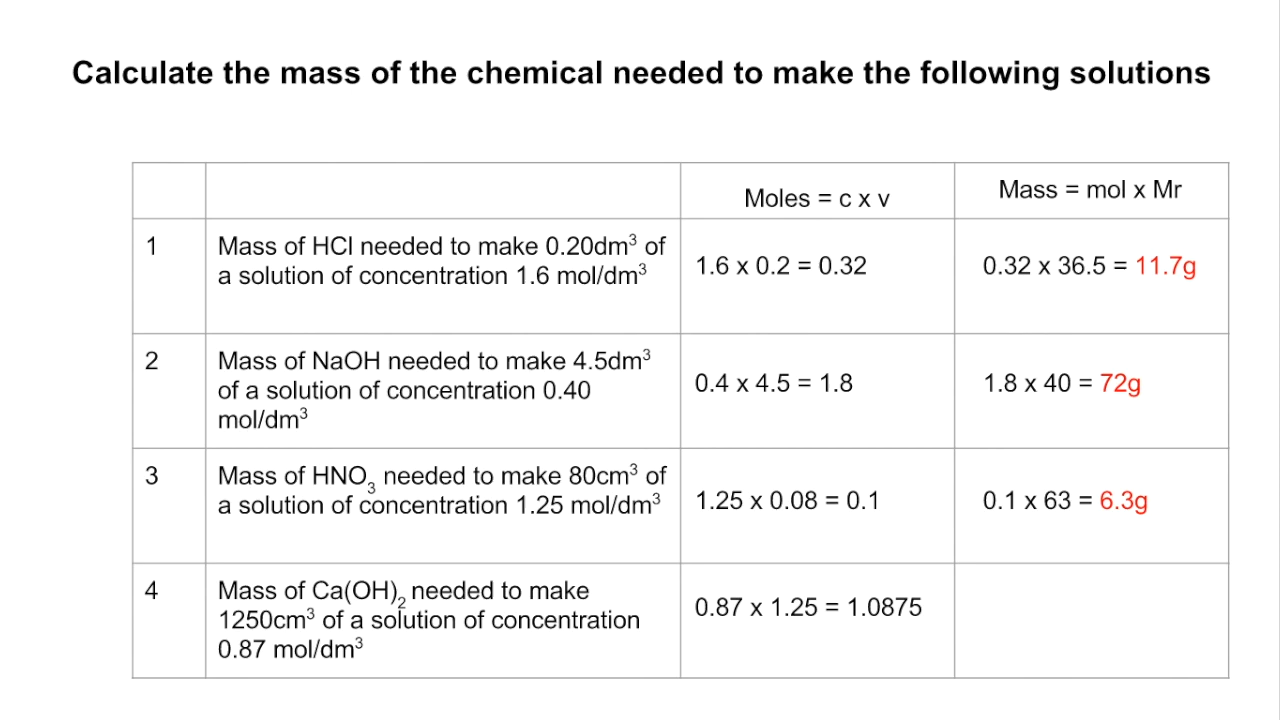 Calculate the mass of the chemical needed to make the following solutions
Moles = c x v
Mass = mol x Mr
1
Mass of HCl needed to make 0.20dm³ of
a solution of concentration 1.6 mol/dm³
1.6 x 0.2 = 0.32
0.32 x 36.5 = 11.7g
2
Mass of NaOH needed to make 4.5dm³
of a solution of concentration 0.40
mol/dm³
0.4 x 4.5 = 1.8
1.8 x 40 = 72g
3
Mass of HNO₃ needed to make 80cm³ of
a solution of concentration 1.25 mol/dm³
1.25 x 0.08 = 0.1
0.1 x 63 = 6.3g
4
Mass of Ca(OH)₂ needed to make
1250cm³ of a solution of concentration
0.87 mol/dm³
0.87 x 1.25 = 1.0875